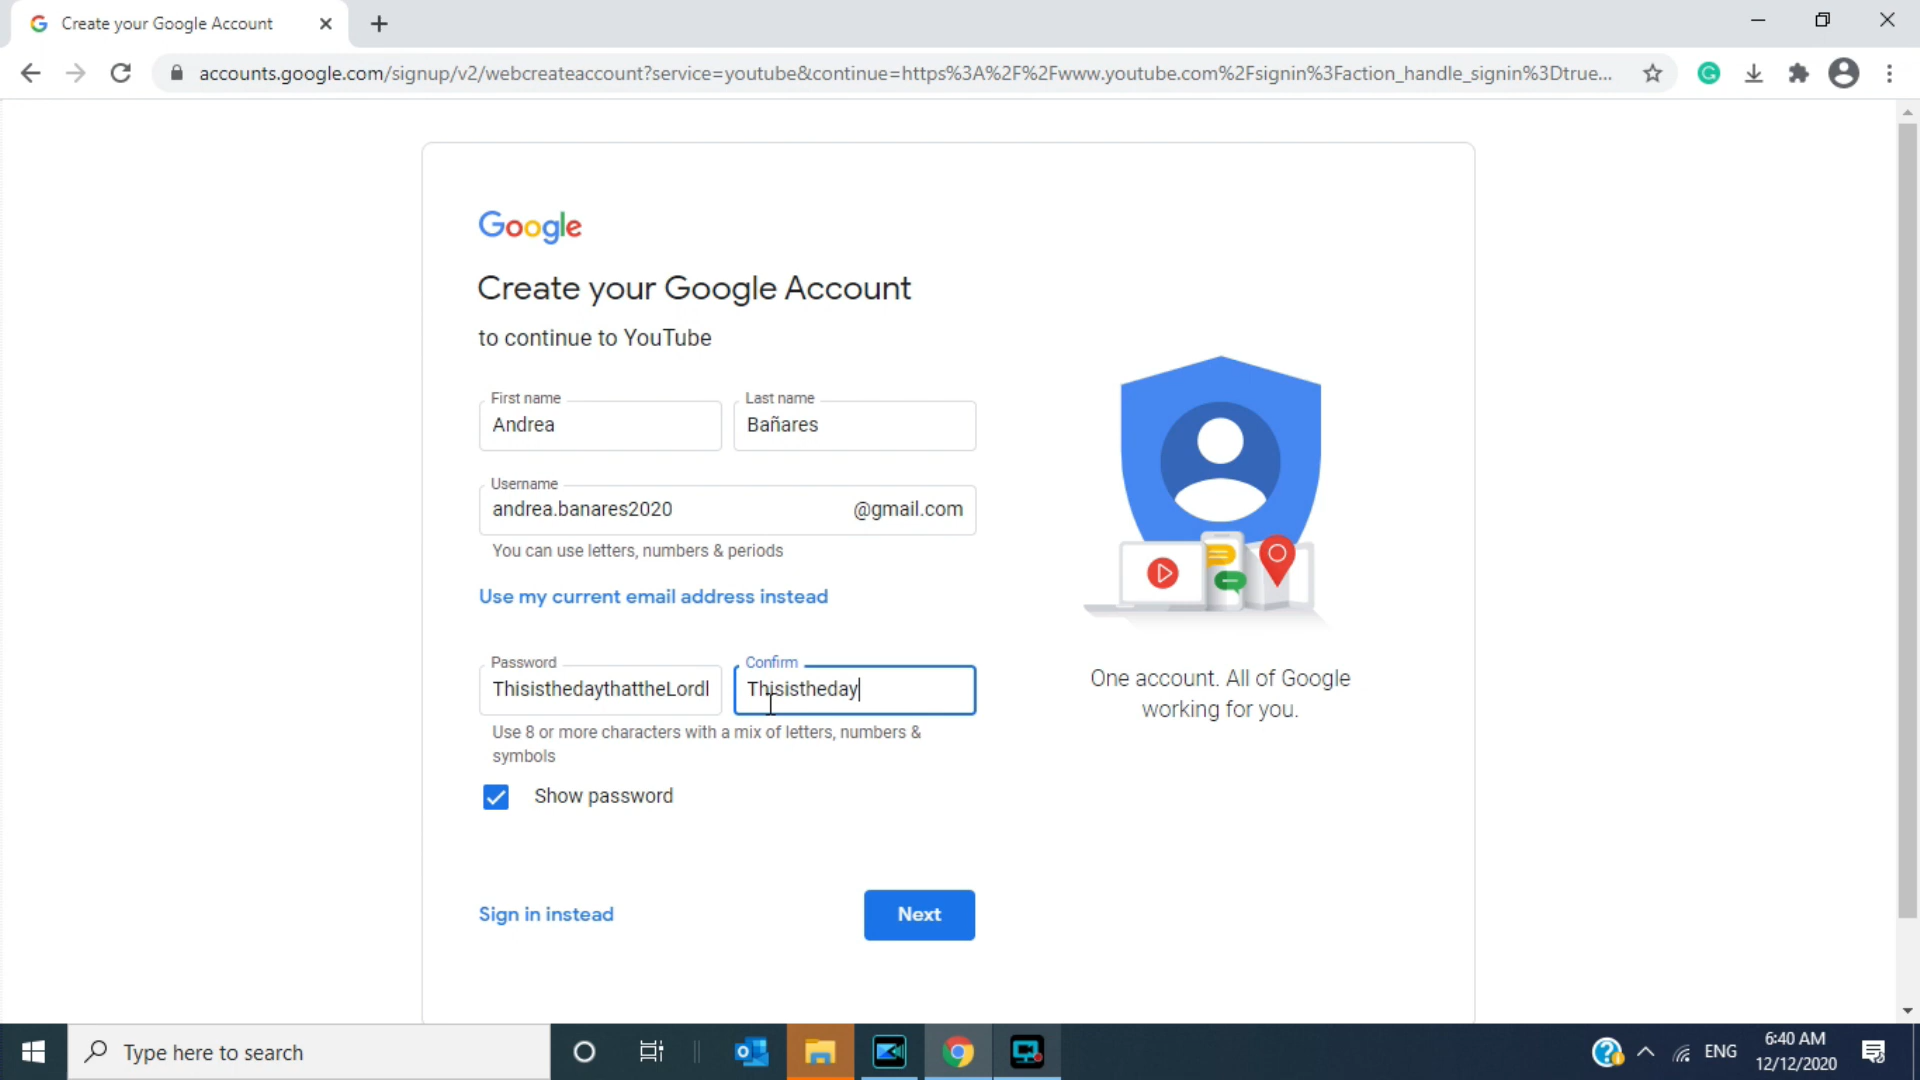 Create your Google Account
accounts.google.com/signup/v2/webcreateaccount?service=youtube&continue=https%3A%2F%2Fwww.youtube.com%2Fsignin%3Faction_handle_signin%3Dtrue...
Google
Create your Google Account
to continue to YouTube
First name
Last name
Andrea
Bañares
Username
andrea.banares2020
@gmail.com
You can use letters, numbers & periods
Use my current email address instead
Password
Confirm
ThisisthedaythattheLord
Thisistheday
Use 8 or more characters with a mix of letters, numbers &
symbols
Show password
One account. All of Google
working for you.
Sign in instead
Next
Type here to search
ENG
6:40 AM
12/12/2020